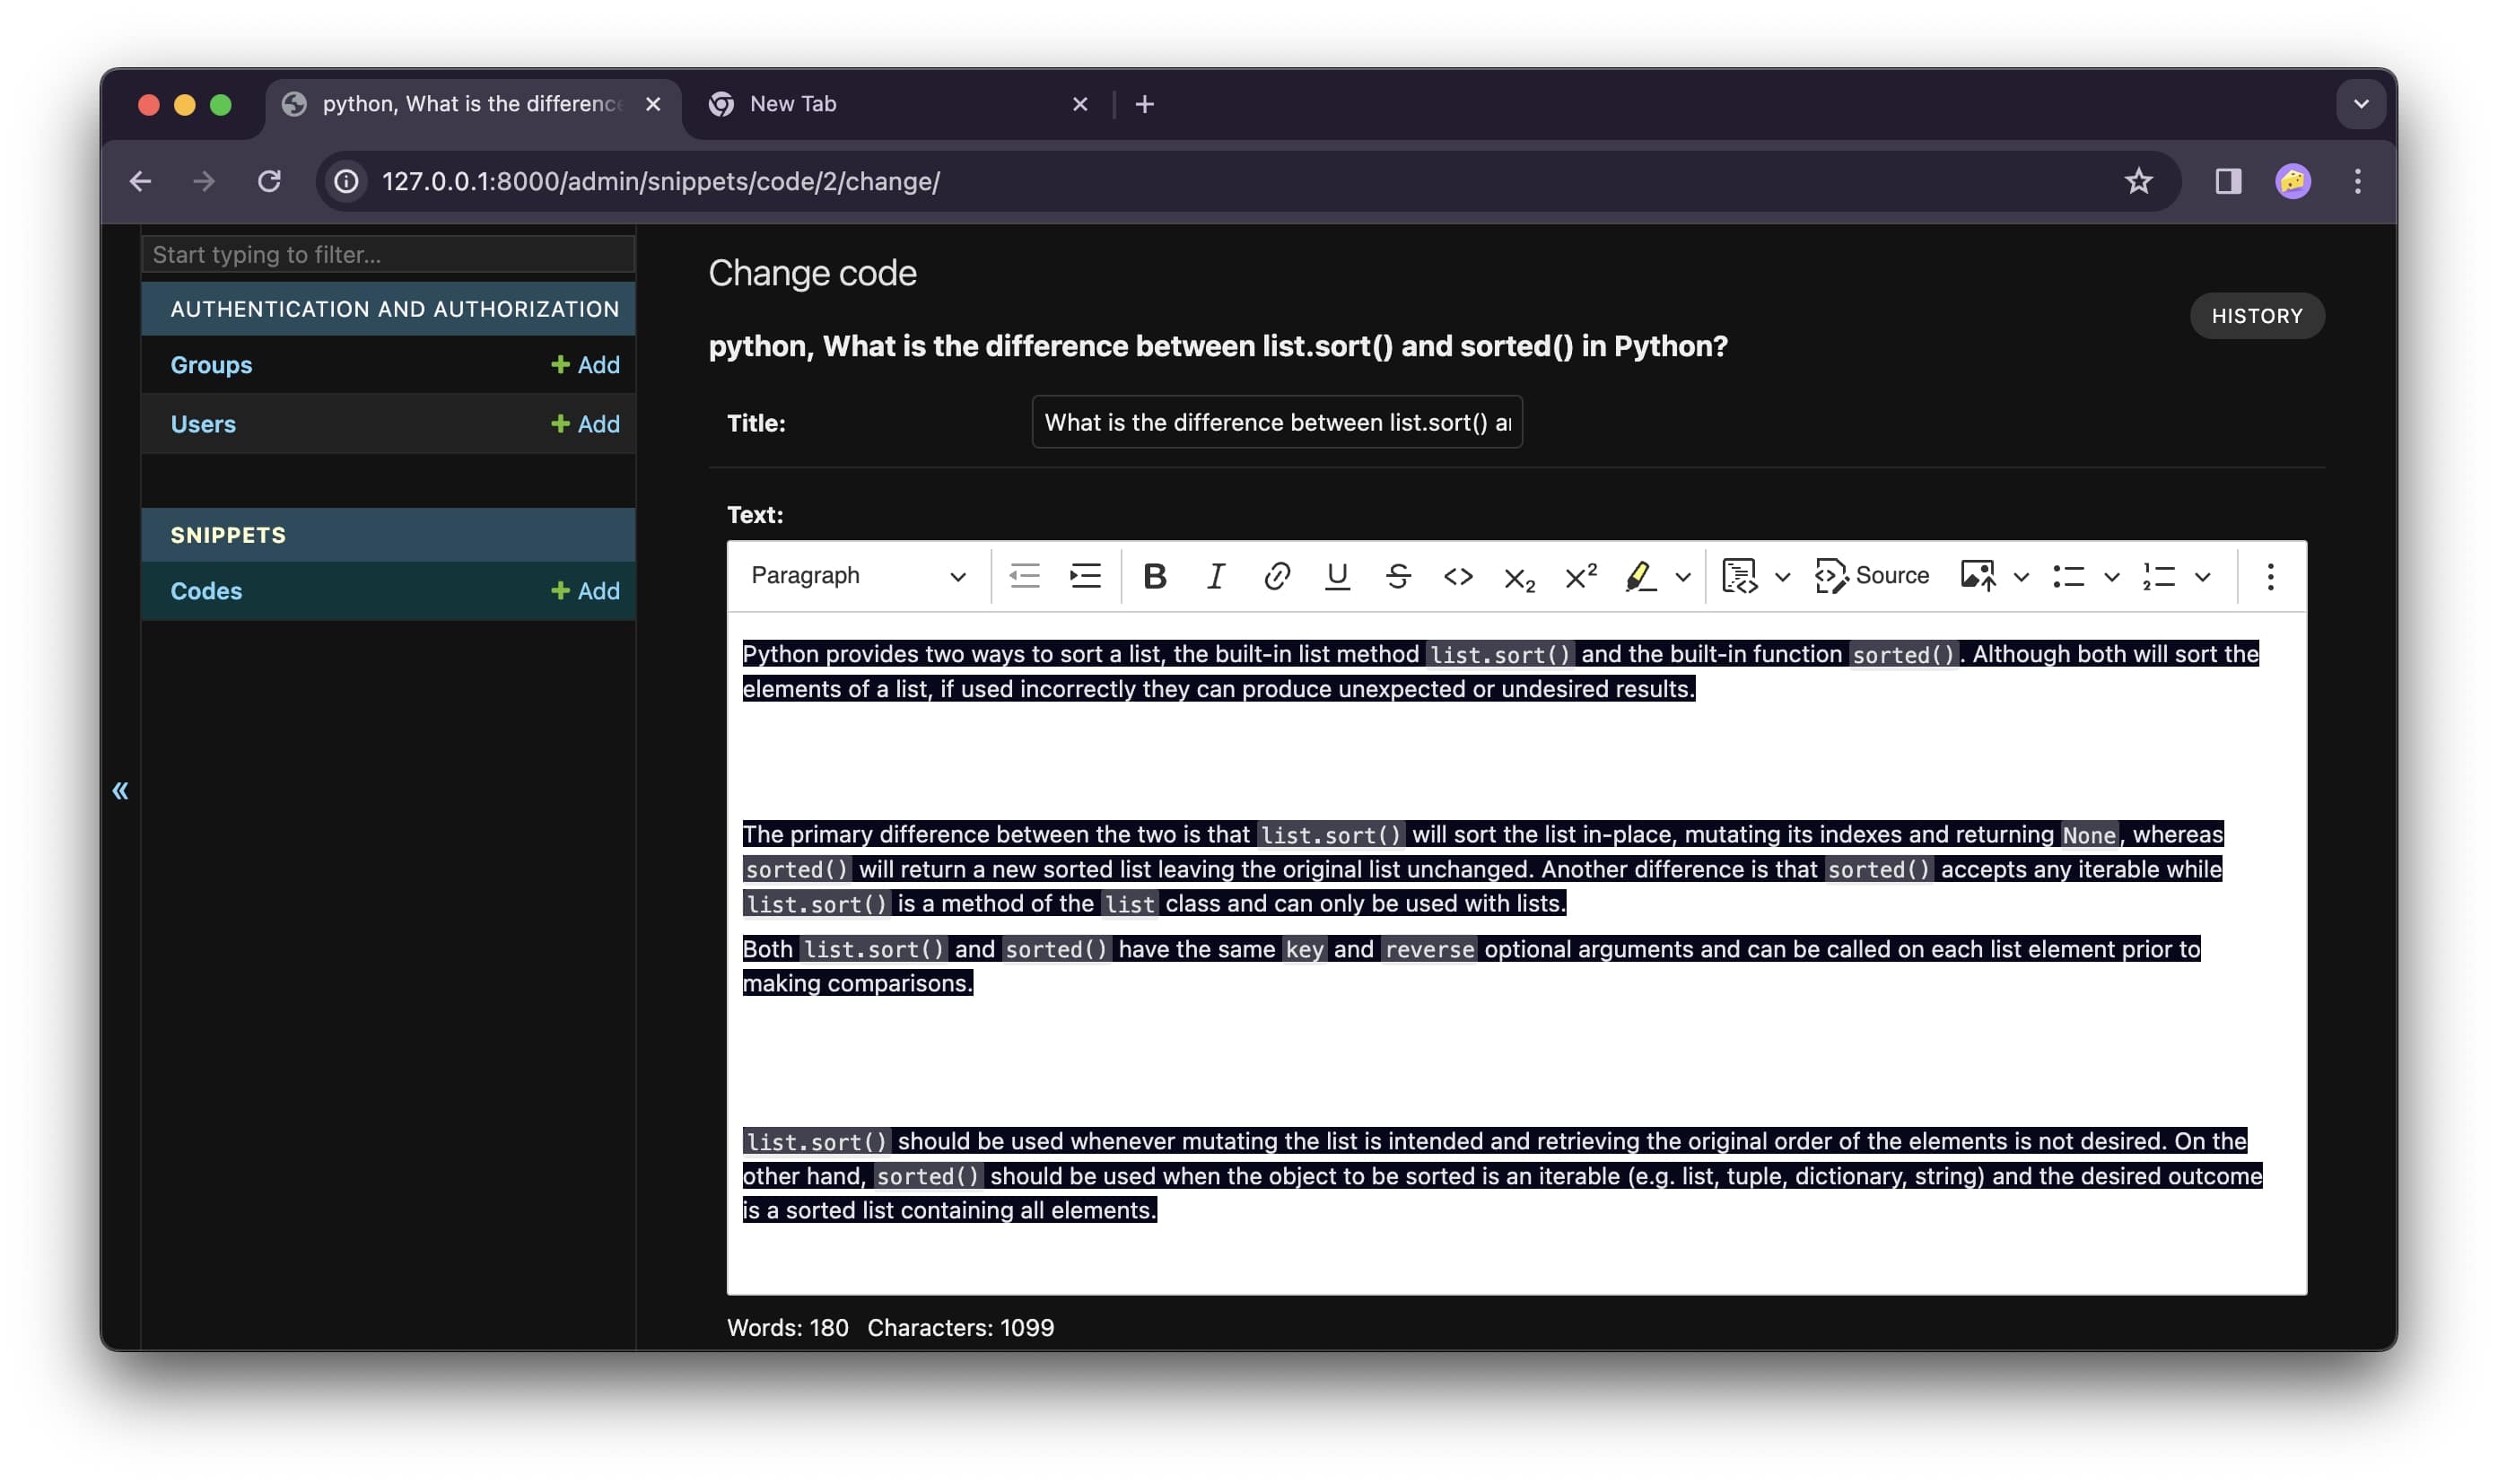 python, What is the difference
New Tab
127.0.0.1:8000/admin/snippets/code/2/change/
Start typing to filter...
AUTHENTICATION AND AUTHORIZATION
Groups
Add
Users
Add
SNIPPETS
Codes
Add
«
Change code
HISTORY
python, What is the difference between list.sort() and sorted() in Python?
Title:
What is the difference between list.sort() a
Text:
Paragraph
B I U S <> X₂ X² Source
Python provides two ways to sort a list, the built-in list method list.sort() and the built-in function sorted(). Although both will sort the
elements of a list, if used incorrectly they can produce unexpected or undesired results.
The primary difference between the two is that list.sort() will sort the list in-place, mutating its indexes and returning None, whereas
sorted() will return a new sorted list leaving the original list unchanged. Another difference is that sorted() accepts any iterable while
list.sort() is a method of the list class and can only be used with lists.
Both list.sort() and sorted() have the same key and reverse optional arguments and can be called on each list element prior to
making comparisons.
list.sort() should be used whenever mutating the list is intended and retrieving the original order of the elements is not desired. On the
other hand, sorted() should be used when the object to be sorted is an iterable (e.g. list, tuple, dictionary, string) and the desired outcome
is a sorted list containing all elements.
Words: 180 Characters: 1099